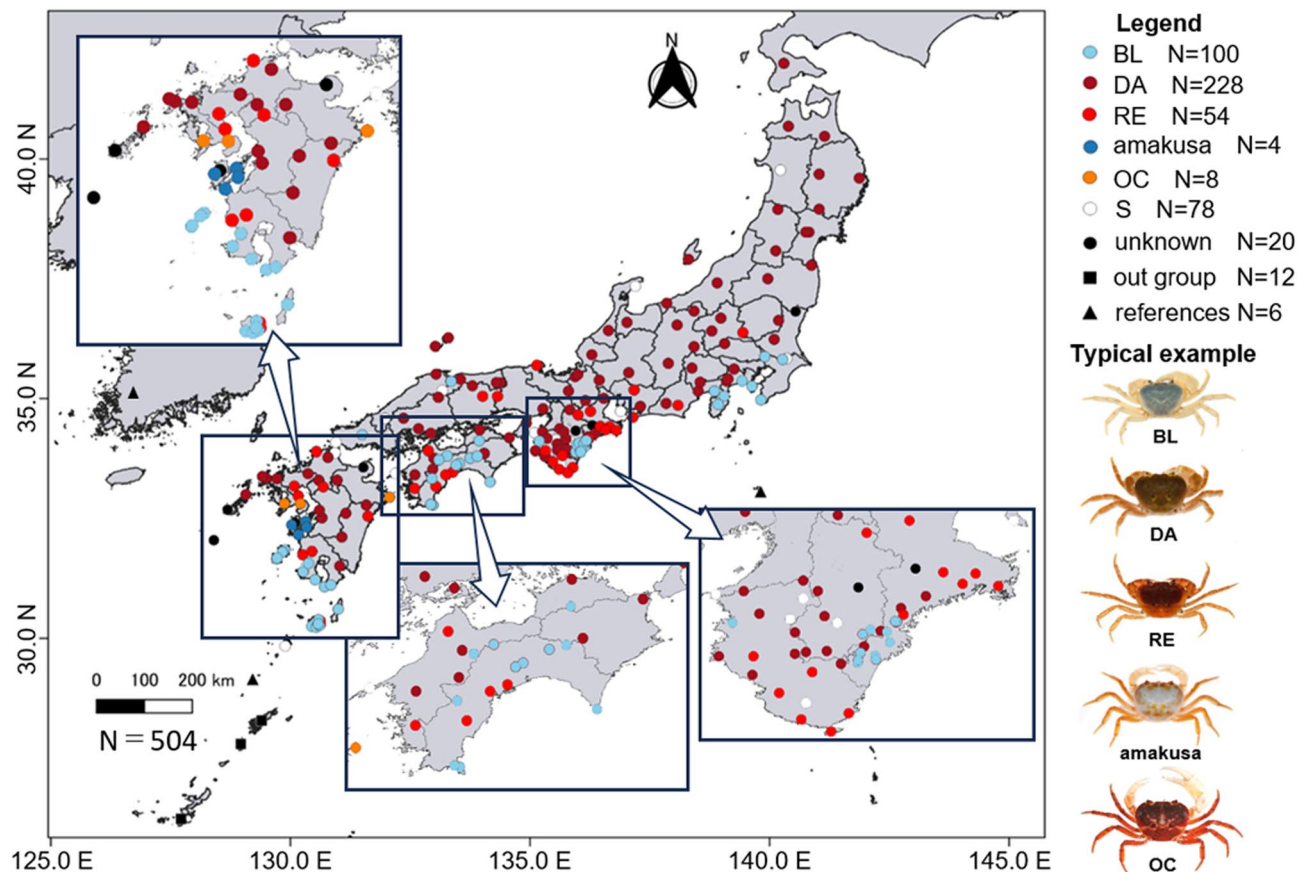 N
Legend
BL N=100
DA N=228
RE N=54
amakusa N=4
OC N=8
S N=78
unknown N=20
out group N=12
references N=6
Typical example
BL
DA
RE
amakusa
OC
40.0 N
35.0 N
30.0 N
0 100 200 km
N = 504
125.0 E 130.0 E 135.0 E 140.0 E 145.0 E